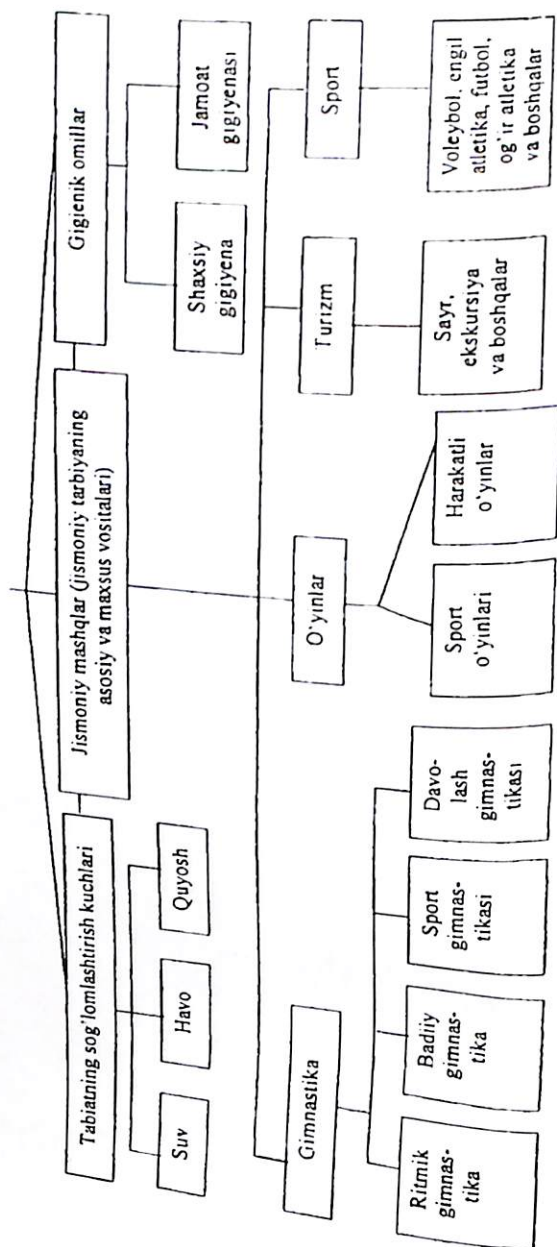 Tabiatning sog'lomlashtirish kuchlari
Jismoniy mashqlar (jismoniy tarbiyaning
asosiy va maxsus vositalari)
Gigienik omillar
Suv
Havo
Quyosh
Shaxsiy
gigiyena
Jamoat
gigiyenası
Gimnastika
O`yinlar
Turizm
Sport
Ritmik
gimnas-
tika
Badiiy
gimnas-
tika
Sport
gimnas-
tikasi
Davo-
lash
gimnas-
tikası
Sport
o`yinlari
Harakatli
o`yinlar
Sayr,
ekskursiya
va boshqalar
Voleybol, engil
atletika, futbol,
og`ir atletika
va boshqalar